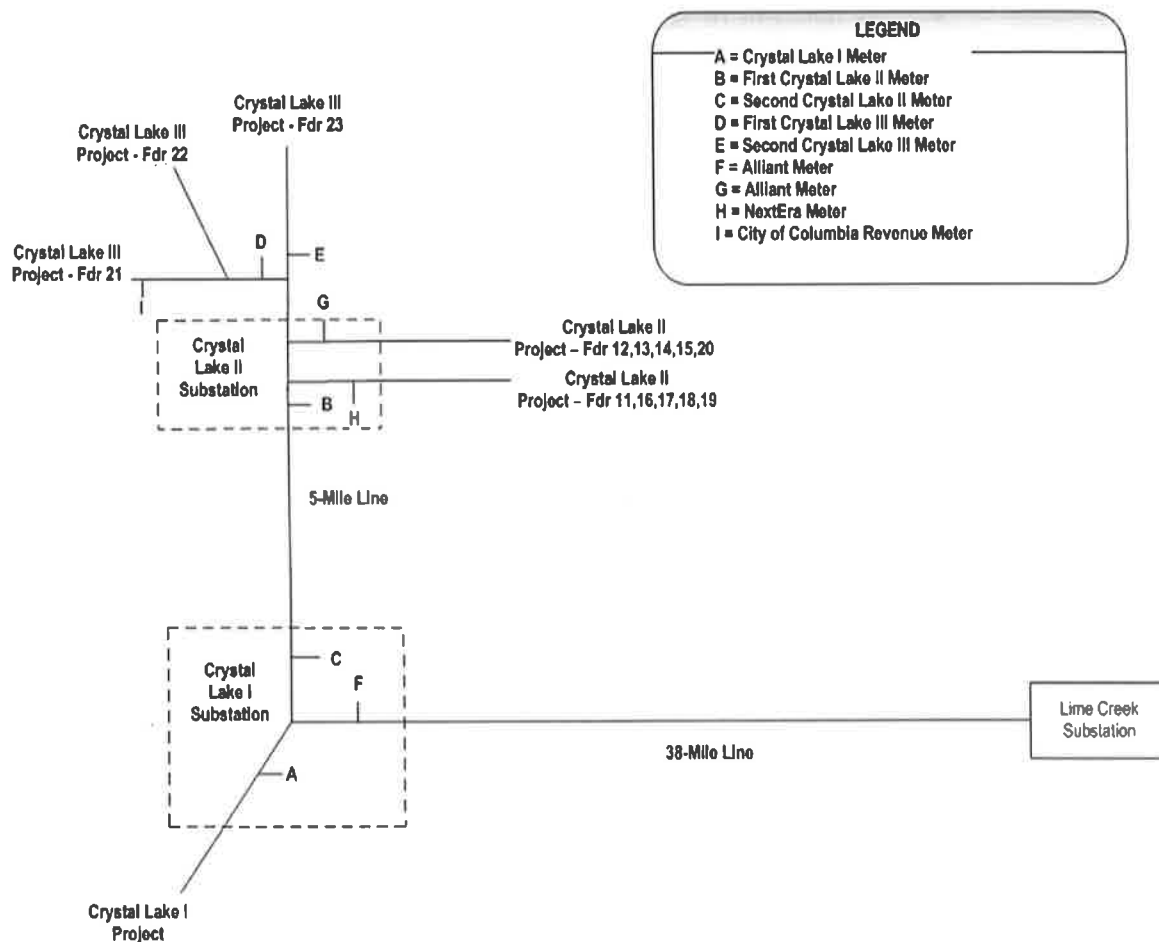 LEGEND
A = Crystal Lake I Meter
B = First Crystal Lake II Meter
C = Second Crystal Lake II Meter
D = First Crystal Lake III Meter
E = Second Crystal Lake III Meter
F = Alliant Meter
G = Alliant Meter
H = NextEra Meter
I = City of Columbia Revenue Meter
Crystal Lake III
Project - Fdr 23
Crystal Lake III
Project - Fdr 22
Crystal Lake III
Project - Fdr 21
D
E
I
G
Crystal
Lake II
Substation
Crystal Lake II
Project – Fdr 12,13,14,15,20
Crystal Lake II
Project – Fdr 11,16,17,18,19
B
H
5-Mile Line
Crystal
Lake I
Substation
C
F
A
38-Mile Line
Lime Creek
Substation
Crystal Lake I
Project